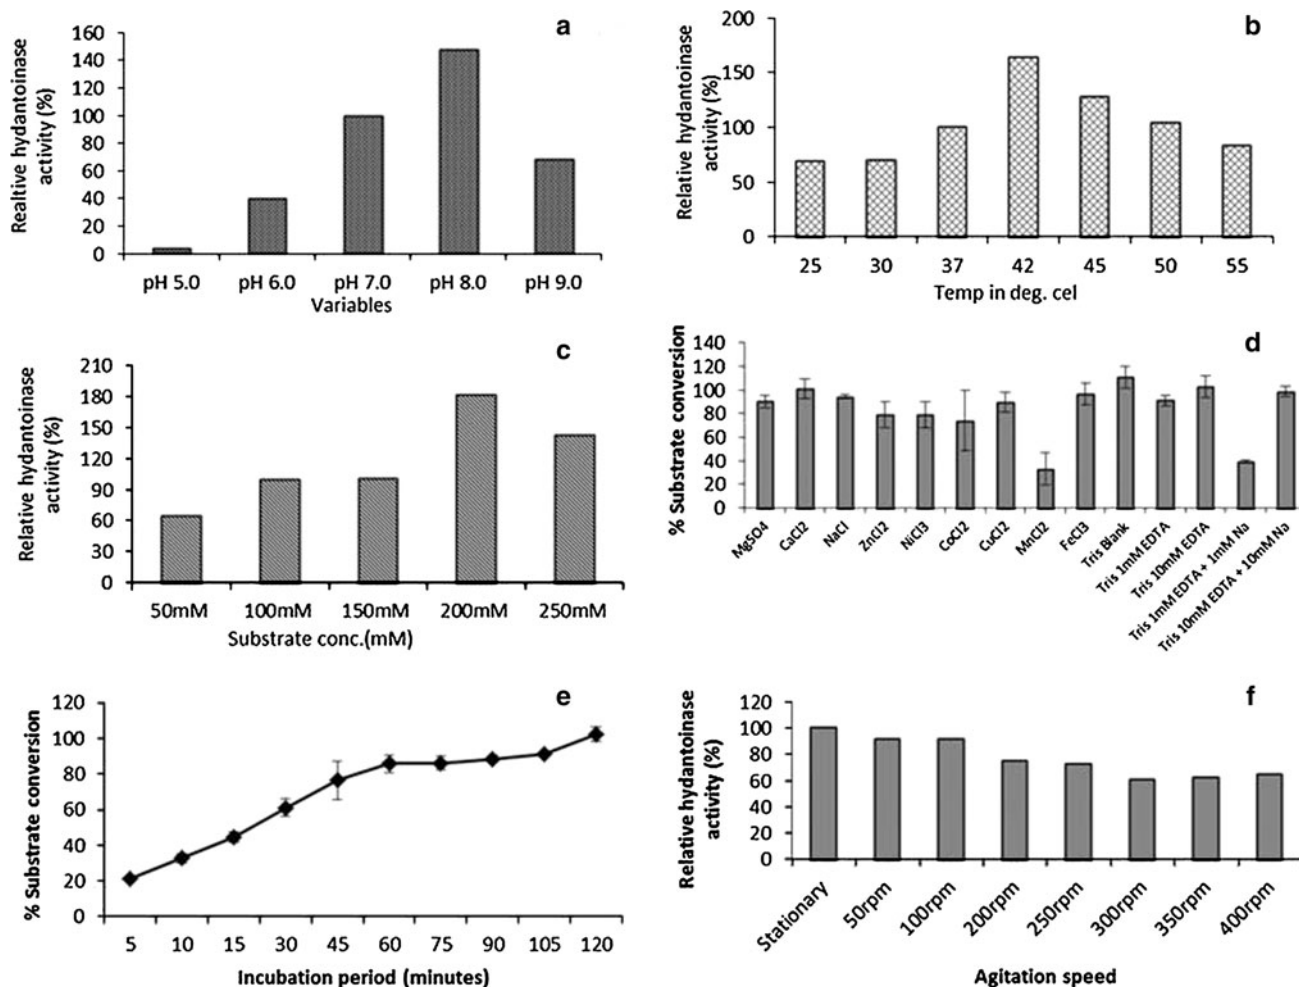 a
Realtive hydantoinase
activity (%)
160
140
120
100
80
60
40
20
0
pH 5.0 pH 6.0 pH 7.0 pH 8.0 pH 9.0
Variables
b
Relative hydantoinase
activity (%)
200
150
100
50
0
25 30 37 42 45 50 55
Temp in deg. cel
c
Relative hydantoinase
activity (%)
210
180
150
120
90
60
30
0
50mM 100mM 150mM 200mM 250mM
Substrate conc.(mM)
d
% Substrate conversion
140
120
100
80
60
40
20
0
MgSO4
CaCl2
NaCl
ZnCl2
NiCl3
CoCl2
CuCl2
MnCl2
FeCl3
Tris Blank
Tris 1mM EDTA
Tris 10mM EDTA
Tris 1mM EDTA + 1mM Na
Tris 10mM EDTA + 10mM Na
e
% Substrate conversion
120
100
80
60
40
20
0
5 10 15 30 45 60 75 90 105 120
Incubation period (minutes)
f
Relative hydantoinase
activity (%)
120
100
80
60
40
20
0
Stationary
50rpm
100rpm
200rpm
250rpm
300rpm
350rpm
400rpm
Agitation speed